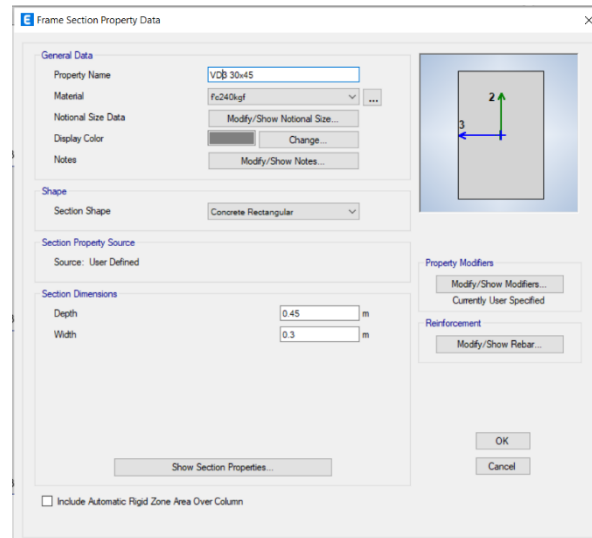 E Frame Section Property Data
General Data
Property Name VDB 30x45
Material Fc240kgf ...
Notional Size Data Modify/Show Notional Size...
Display Color Change...
Notes Modify/Show Notes...
2
3
Shape
Section Shape Concrete Rectangular
Section Property Source
Source: User Defined
Property Modifiers
Modify/Show Modifiers...
Currently User Specified
Section Dimensions
Depth 0.45 m
Width 0.3 m
Reinforcement
Modify/Show Rebar...
Show Section Properties...
OK
Cancel
Include Automatic Rigid Zone Area Over Column